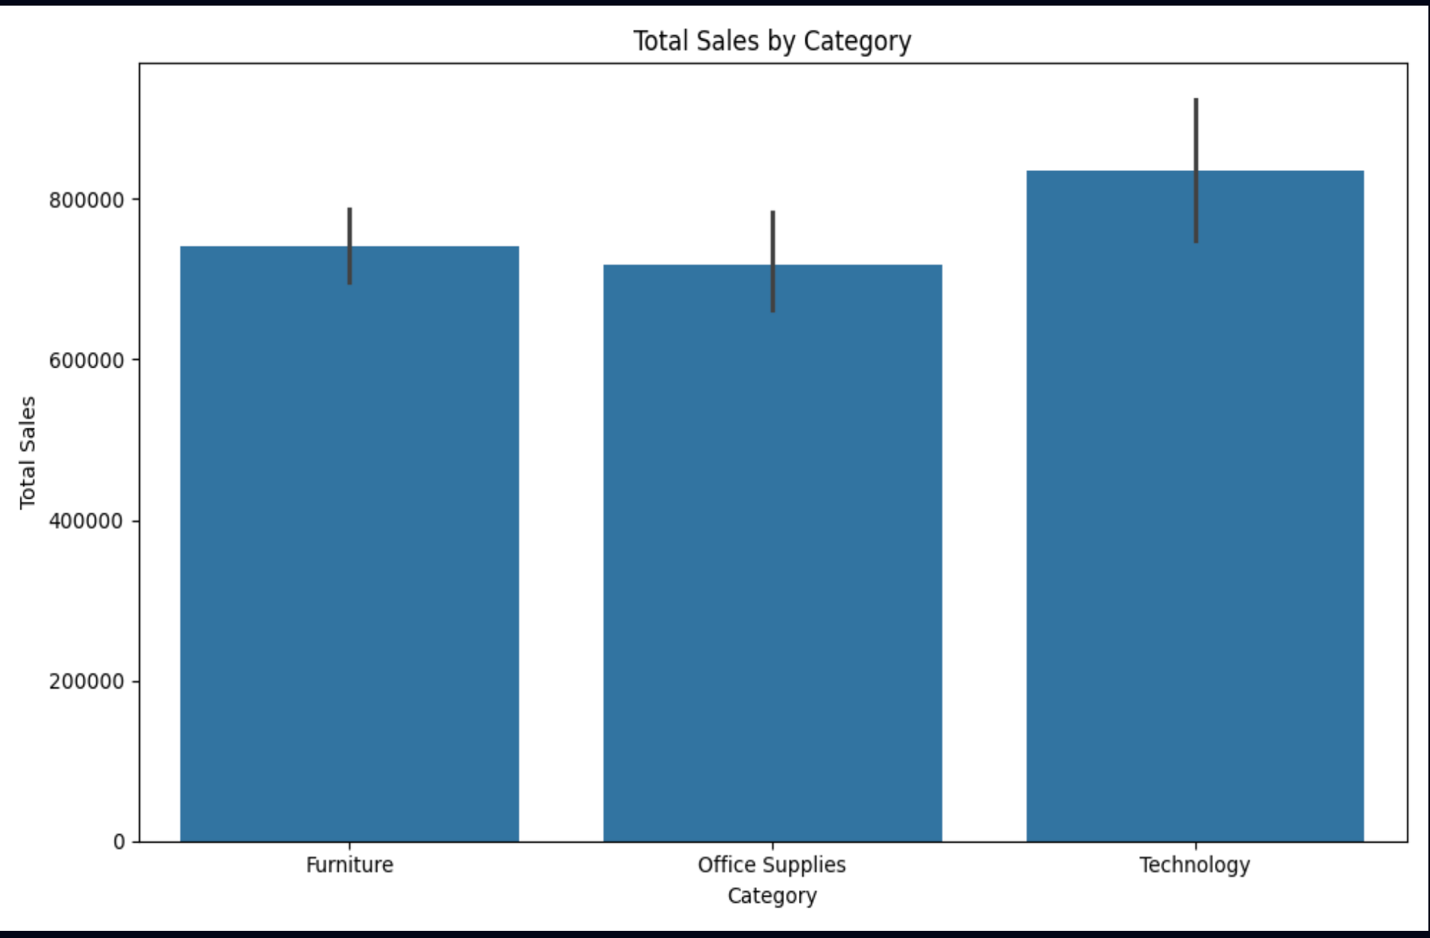 Total Sales by Category
Total Sales
800000
600000
400000
200000
0
Furniture
Office Supplies
Technology
Category